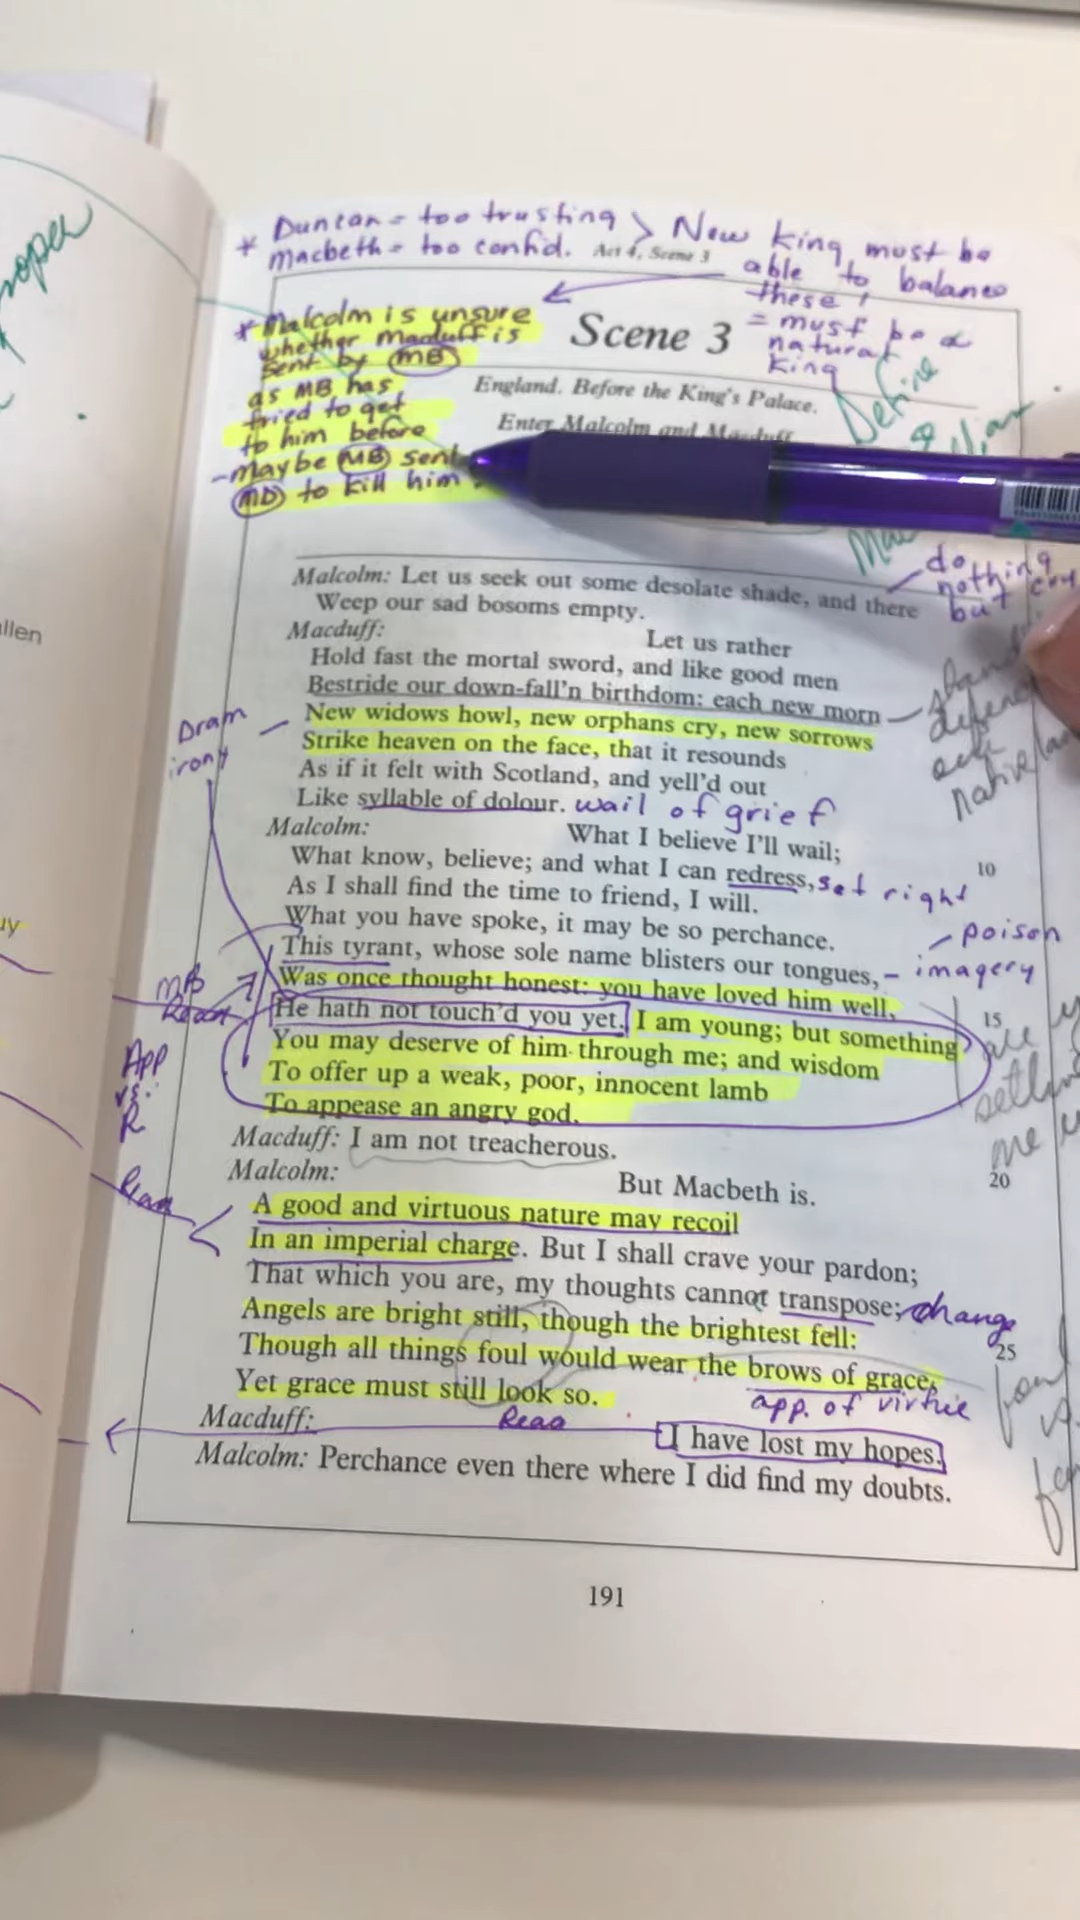 * Duncan = too trusting > New king must be
Macbeth = too confid.
able to balance
these!
= must be a
natural
king
Act 4, Scene 3
* Malcolm is unsure
whether macduff is
sent by MB
as MB has
tried to get
to him before
- maybe MB sent
MD to kill him
Scene 3
England. Before the King's Palace.
Enter Malcolm and Macduff
Define
Malcolm: Let us seek out some desolate shade, and there
Weep our sad bosoms empty.
do
nothing
but cry
Macduff: Let us rather
Hold fast the mortal sword, and like good men
Bestride our down-fall'n birthdom: each new morn
New widows howl, new orphans cry, new sorrows
Strike heaven on the face, that it resounds
As if it felt with Scotland, and yell'd out
Like syllable of dolour. wail of grief
Dram
irony
Malcolm: What I believe I'll wail;
What know, believe; and what I can redress, set right
10
As I shall find the time to friend, I will.
What you have spoke, it may be so perchance.
This tyrant, whose sole name blisters our tongues, - imagery
- poison
Was once thought honest: you have loved him well,
He hath not touch'd you yet. I am young; but something
15
You may deserve of him through me; and wisdom
To offer up a weak, poor, innocent lamb
To appease an angry god.
MB
App
vs.
R
Macduff: I am not treacherous.
Malcolm: But Macbeth is.
20
A good and virtuous nature may recoil
In an imperial charge. But I shall crave your pardon;
That which you are, my thoughts cannot transpose; change
Angels are bright still, though the brightest fell:
25
Though all things foul would wear the brows of grace,
Yet grace must still look so.
app. of virtue
Macduff: I have lost my hopes.
Malcolm: Perchance even there where I did find my doubts.
191